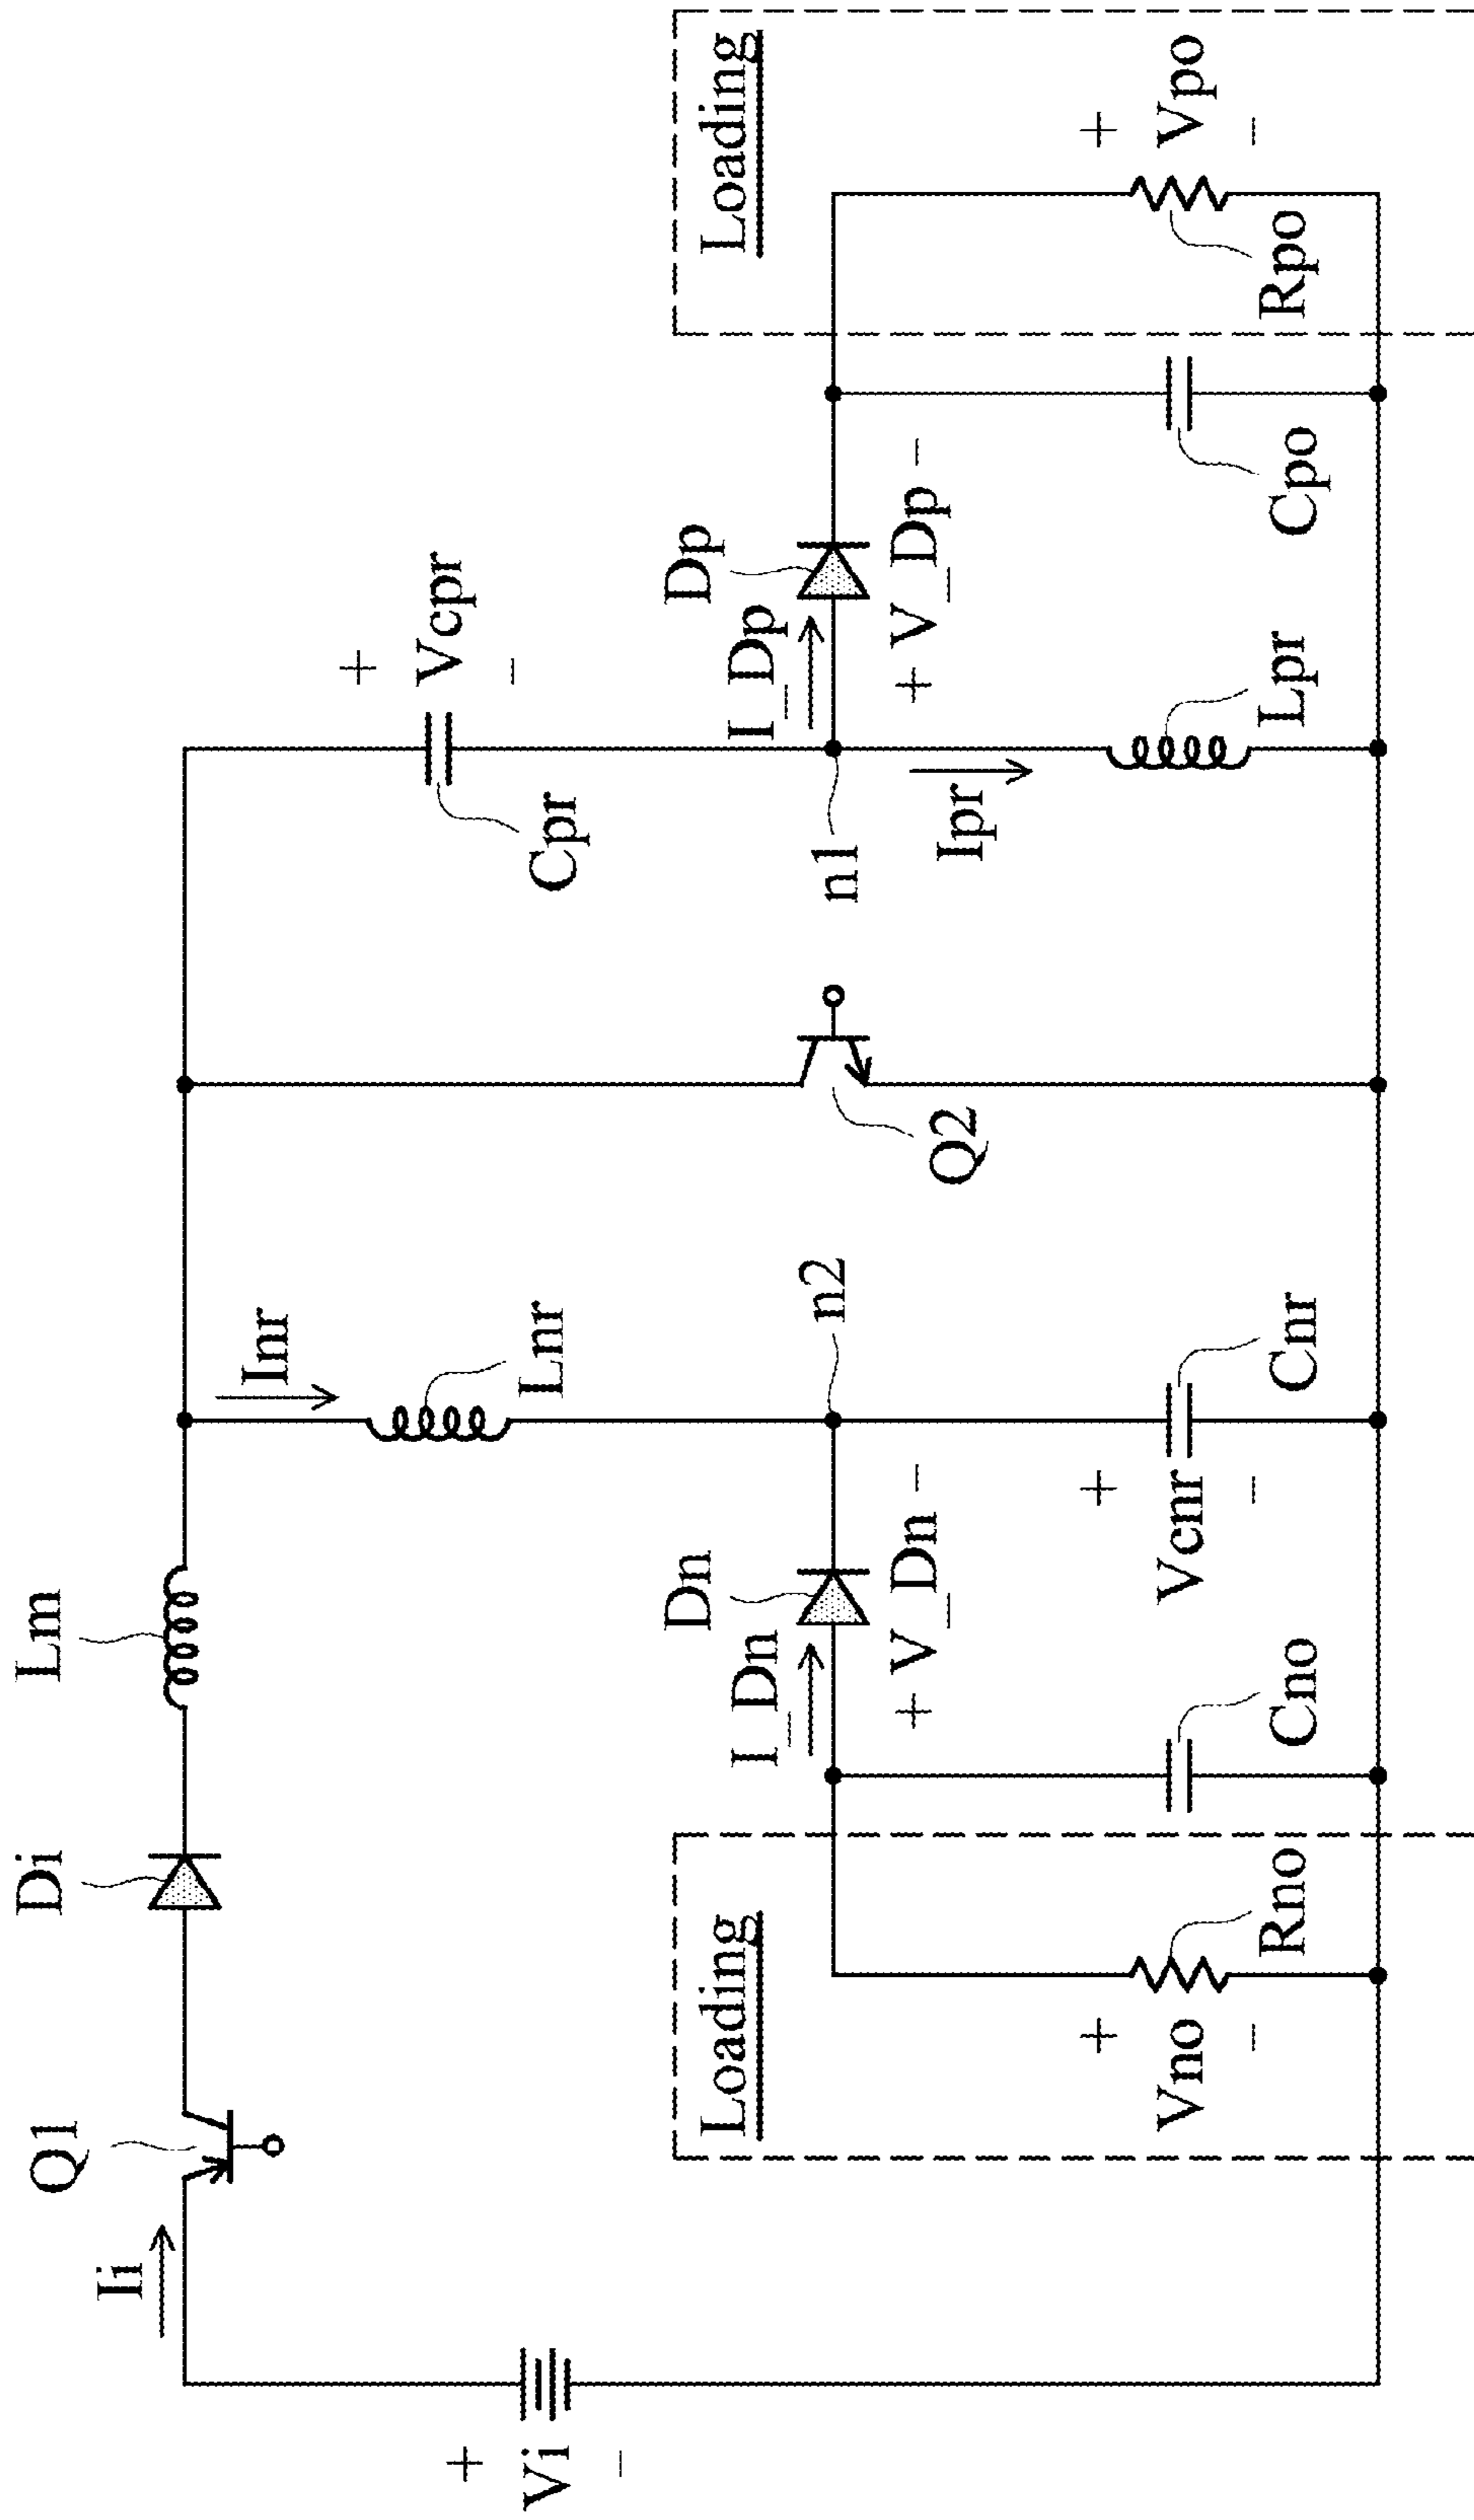 Ii
Q1
Di
Lm
Inr
Lnr
+
Vi
−
+
Vcpr
−
Cpr
Loading
I_Dn
Dn
+ V_Dn −
n2
Q2
n1
I_Dp
Dp
+ V_Dp −
Ipr
Loading
+
Vno
−
Rno
Cno
+
Vcnr
−
Cnr
Lpr
Cpo
Rpo
+
Vpo
−